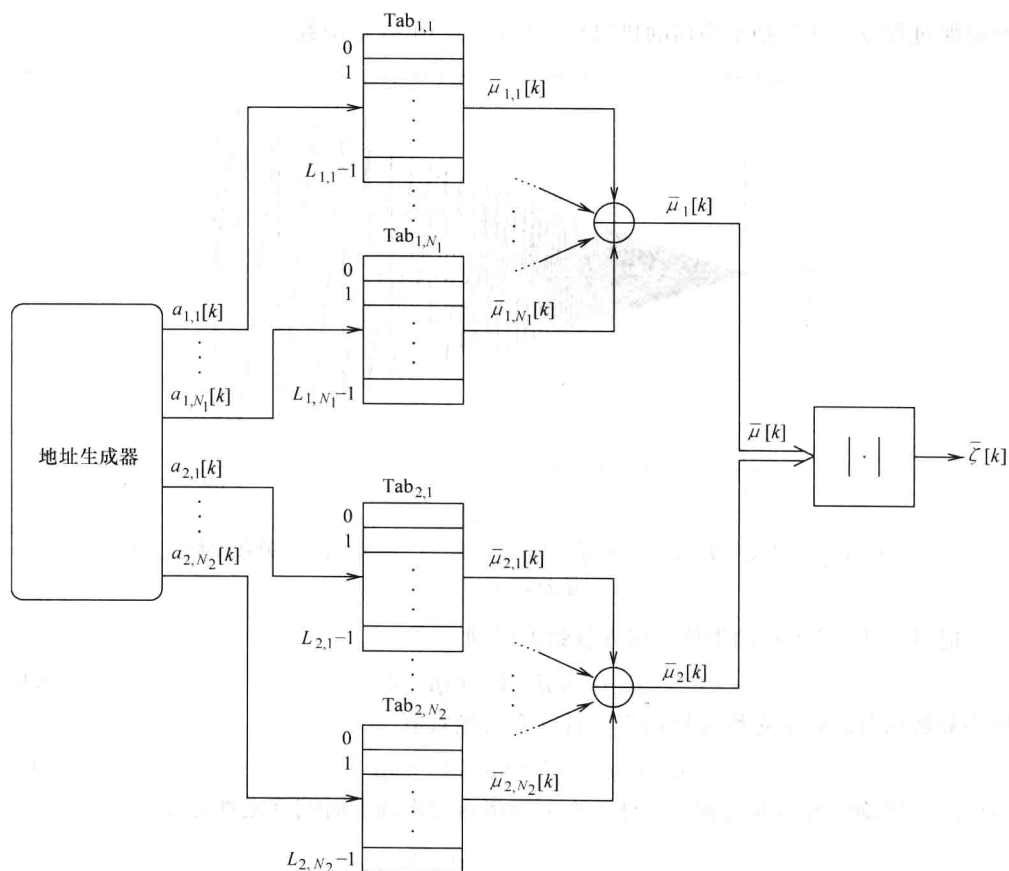 Tab₁,₁
0
1
L₁,₁−1
μ̄₁,₁[k]
Tab₁,N₁
0
1
L₁,N₁−1
μ̄₁,N₁[k]
μ̄₁[k]
地址生成器
a₁,₁[k]
a₁,N₁[k]
a₂,₁[k]
a₂,N₂[k]
μ̄[k]
|·|
ζ̄[k]
Tab₂,₁
0
1
L₂,₁−1
μ̄₂,₁[k]
Tab₂,N₂
0
1
L₂,N₂−1
μ̄₂,N₂[k]
μ̄₂[k]